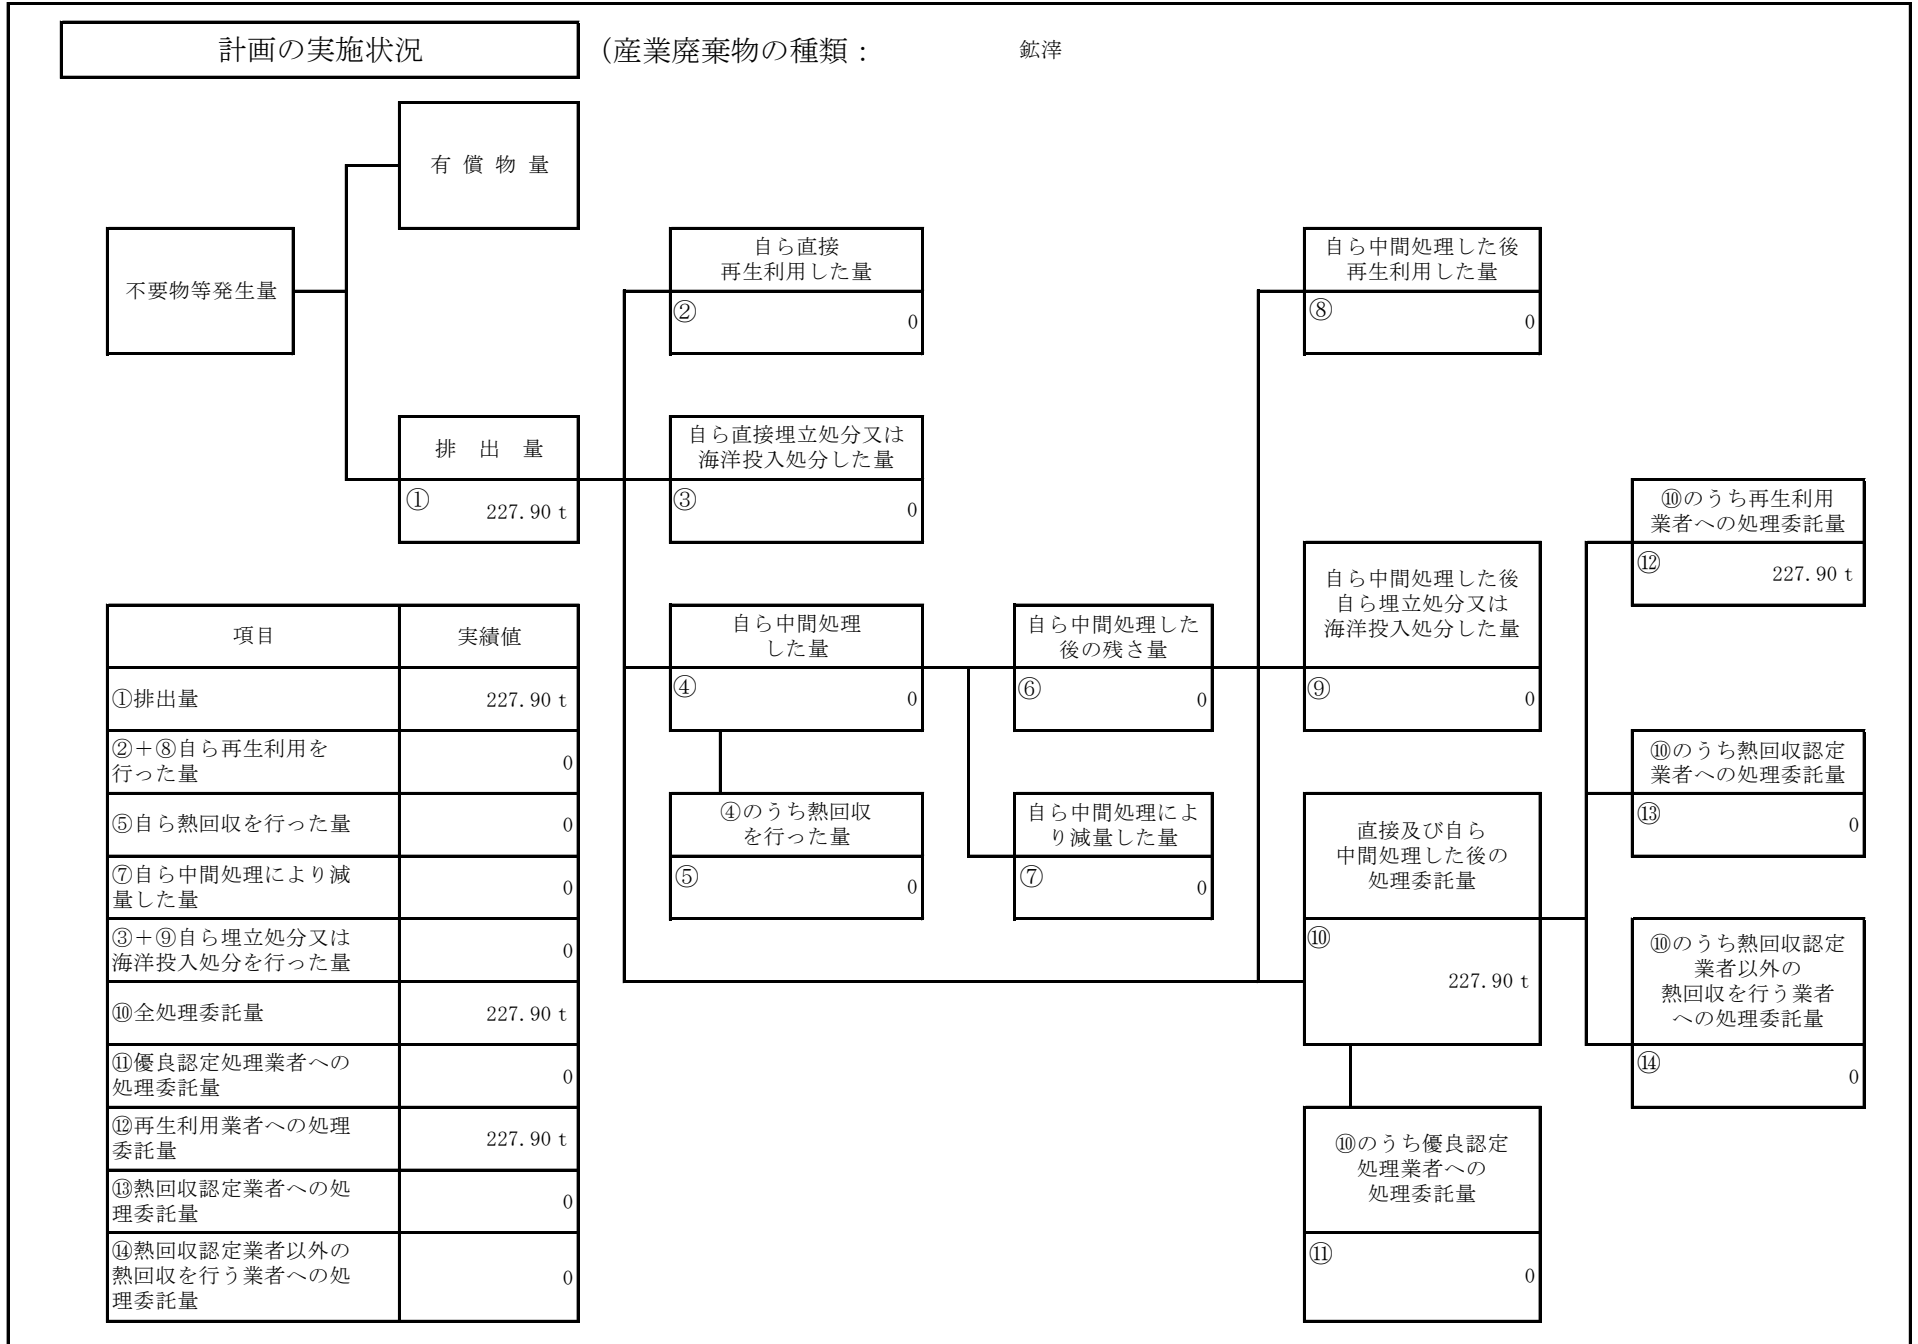 計画の実施状況
(産業廃棄物の種類: 鉱滓
有 償 物 量
不要物等発生量
自ら直接
再生利用した量
② 0
自ら中間処理した後
再生利用した量
⑧ 0
排 出 量
① 227.90 t
自ら直接埋立処分又は
海洋投入処分した量
③ 0
⑩のうち再生利用
業者への処理委託量
⑫ 227.90 t
自ら中間処理
した量
④ 0
自ら中間処理した
後の残さ量
⑥ 0
自ら中間処理した後
自ら埋立処分又は
海洋投入処分した量
⑨ 0
⑩のうち熱回収認定
業者への処理委託量
⑬ 0
④のうち熱回収
を行った量
⑤ 0
自ら中間処理によ
り減量した量
⑦ 0
直接及び自ら
中間処理した後の
処理委託量
⑩
227.90 t
⑩のうち熱回収認定
業者以外の
熱回収を行う業者
への処理委託量
⑭ 0
⑩のうち優良認定
処理業者への
処理委託量
⑪ 0
項目 実績値
①排出量 227.90 t
②+⑧自ら再生利用を
行った量 0
⑤自ら熱回収を行った量 0
⑦自ら中間処理により減
量した量 0
③+⑨自ら埋立処分又は
海洋投入処分を行った量 0
⑩全処理委託量 227.90 t
⑪優良認定処理業者への
処理委託量 0
⑫再生利用業者への処理
委託量 227.90 t
⑬熱回収認定業者への処
理委託量 0
⑭熱回収認定業者以外の
熱回収を行う業者への処
理委託量 0